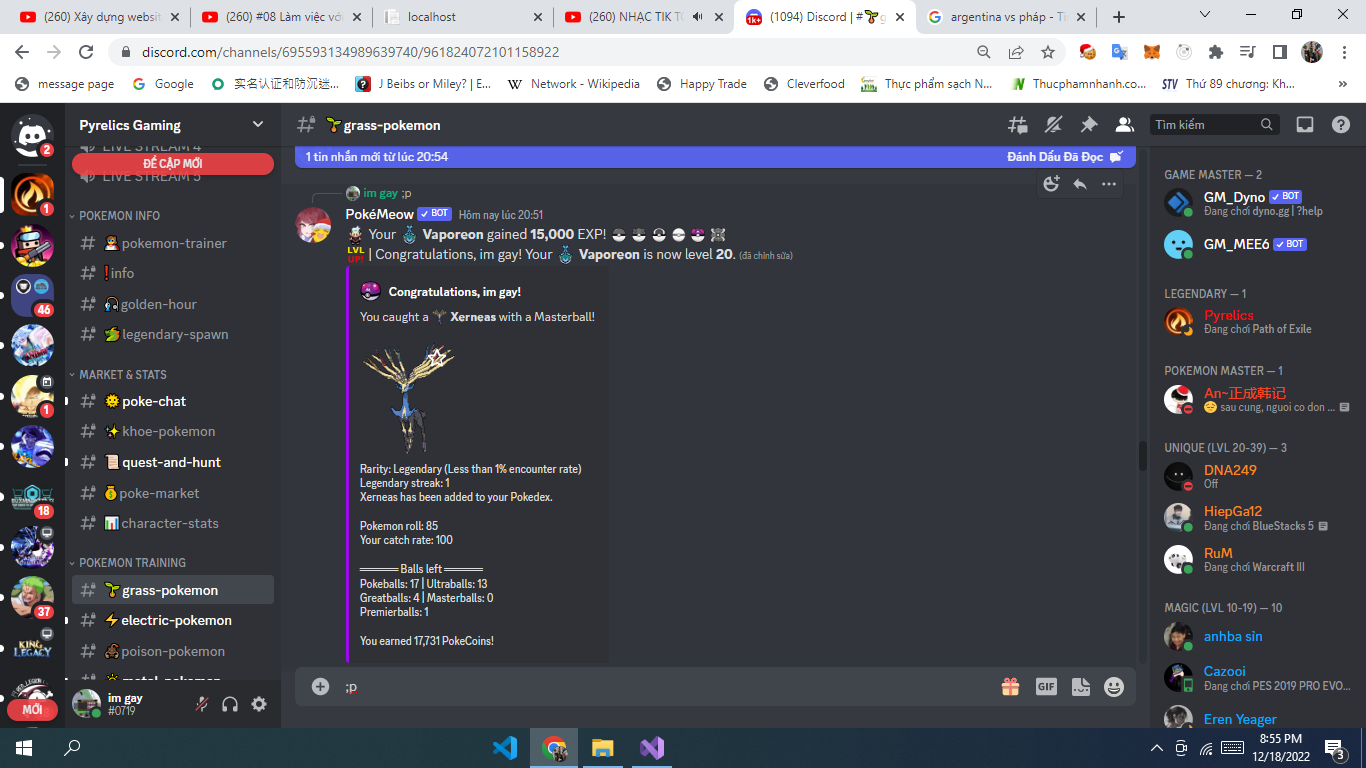 (260) Xây dựng websit
(260) #08 Làm việc vớ
localhost
(260) NHẠC TIK T
(1094) Discord | #
argentina vs pháp - Tì
discord.com/channels/695593134989639740/961824072101158922
message page
Google
实名认证和防沉迷...
J Beibs or Miley? | E...
Network - Wikipedia
Happy Trade
Cleverfood
Thực phẩm sạch N...
Thucphamnhanh.co...
STV Thứ 89 chương: Kh...
»
2
1
46
1
18
37
KING LEGACY
MỚI
Pyrelics Gaming
LIVE STREAM 4
ĐỀ CẬP MỚI
LIVE STREAM 5
POKEMON INFO
pokemon-trainer
info
golden-hour
legendary-spawn
MARKET & STATS
poke-chat
khoe-pokemon
quest-and-hunt
poke-market
character-stats
POKEMON TRAINING
grass-pokemon
electric-pokemon
poison-pokemon
metal-pokemon
im gay
#0719
grass-pokemon
Tìm kiếm
1 tin nhắn mới từ lúc 20:54
Đánh Dấu Đã Đọc
im gay ;p
PokéMeow BOT Hôm nay lúc 20:51
Your Vaporeon gained 15,000 EXP!
LVL UP! | Congratulations, im gay! Your Vaporeon is now level 20. (đã chỉnh sửa)
Congratulations, im gay!
You caught a Xerneas with a Masterball!
Rarity: Legendary (Less than 1% encounter rate)
Legendary streak: 1
Xerneas has been added to your Pokedex.
Pokemon roll: 85
Your catch rate: 100
══════ Balls left ══════
Pokeballs: 17 | Ultraballs: 13
Greatballs: 4 | Masterballs: 0
Premierballs: 1
You earned 17,731 PokeCoins!
;p
GIF
GAME MASTER — 2
GM_Dyno BOT
Đang chơi dyno.gg | ?help
GM_MEE6 BOT
LEGENDARY — 1
Pyrelics
Đang chơi Path of Exile
POKEMON MASTER — 1
An~正成韩记
sau cung, nguoi co don ...
UNIQUE (LVL 20-39) — 3
DNA249
Off
HiepGa12
Đang chơi BlueStacks 5
RuM
Đang chơi Warcraft III
MAGIC (LVL 10-19) — 10
anhba sin
Cazooi
Đang chơi PES 2019 PRO EVO...
Eren Yeager
8:55 PM
12/18/2022
3